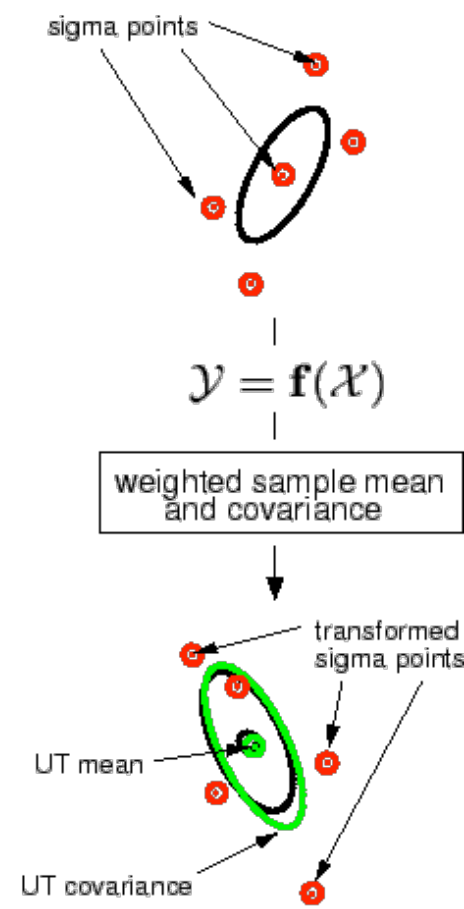 sigma points
𝒴 = f(𝒳)
weighted sample mean
and covariance
transformed
sigma points
UT mean
UT covariance